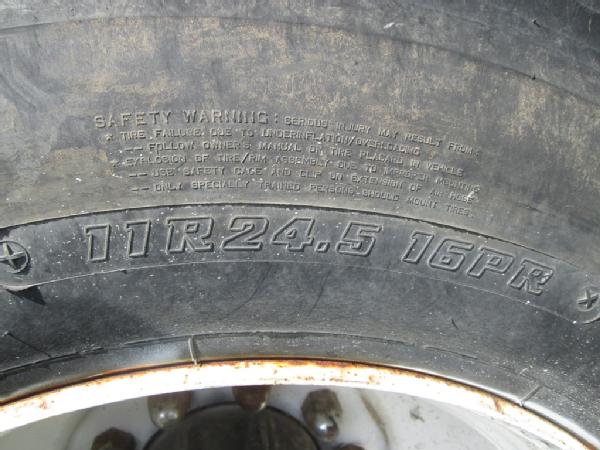 SAFETY WARNING: SERIOUS INJURY MAY RESULT FROM:
* TIRE FAILURE DUE TO UNDERINFLATION/OVERLOADING
-- FOLLOW OWNER'S MANUAL OR TIRE PLACARD IN VEHICLE
* EXPLOSION OF TIRE/RIM ASSEMBLY DUE TO IMPROPER MOUNTING
-- USE SAFETY CAGE AND CLIP ON EXTENSION OF AIR HOSE
-- ONLY SPECIALLY TRAINED PERSONS SHOULD MOUNT TIRES.
11R24.5 16PR